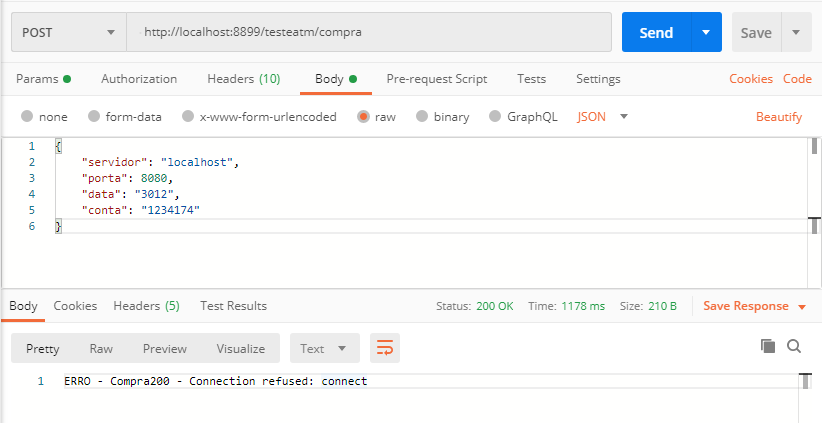 POST http://localhost:8899/testeatm/compra Send Save
Params Authorization Headers (10) Body Pre-request Script Tests Settings Cookies Code
none form-data x-www-form-urlencoded raw binary GraphQL JSON Beautify
1 {
2 "servidor": "localhost",
3 "porta": 8080,
4 "data": "3012",
5 "conta": "1234174"
6 }
Body Cookies Headers (5) Test Results Status: 200 OK Time: 1178 ms Size: 210 B Save Response
Pretty Raw Preview Visualize Text
1 ERRO - Compra200 - Connection refused: connect